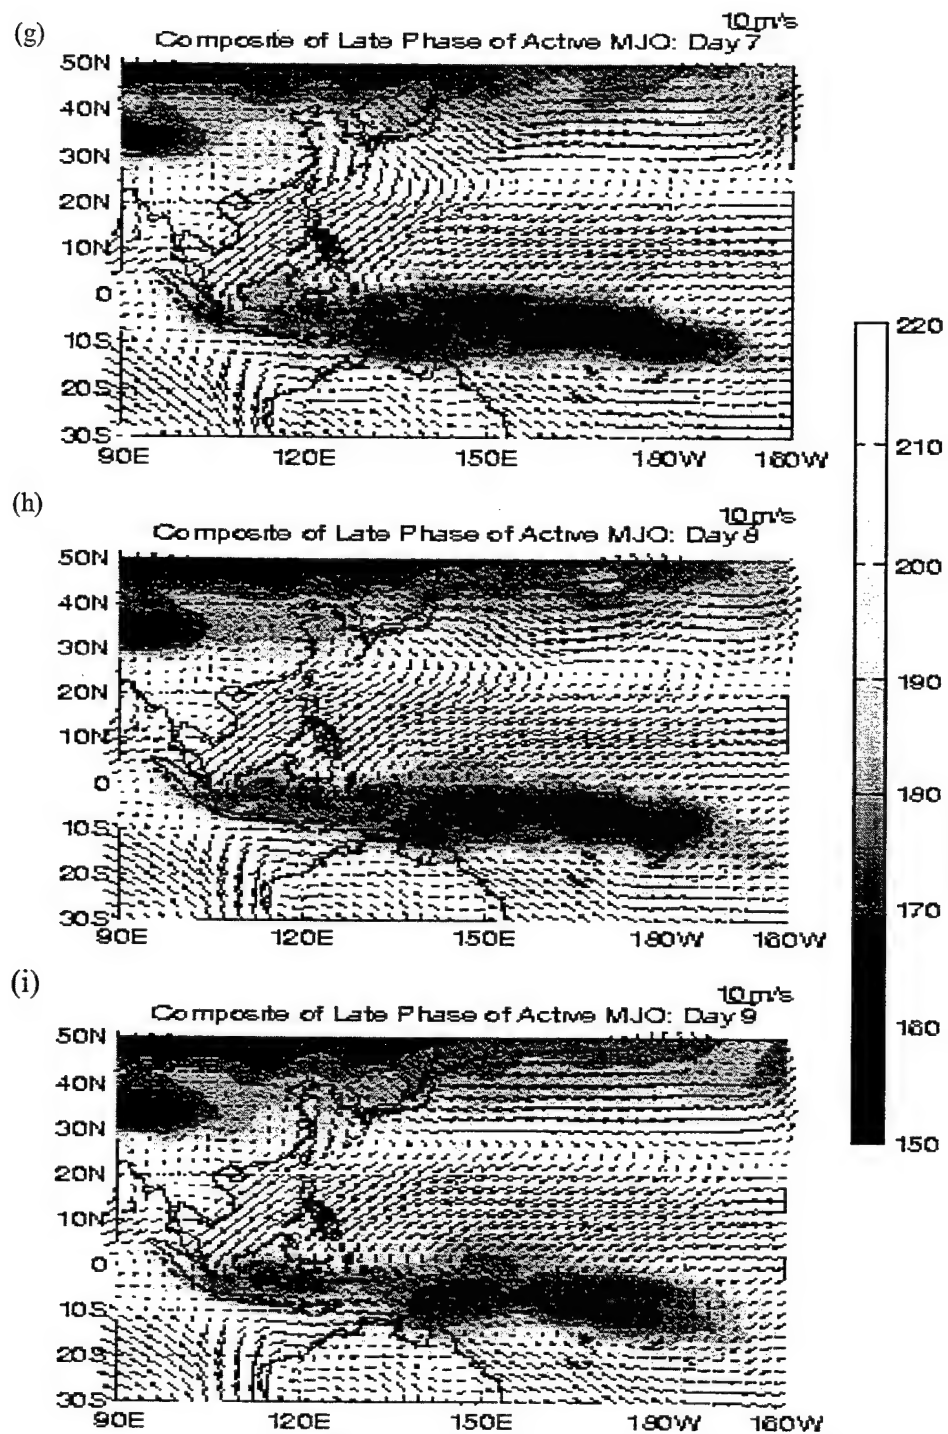 (g)
10 m/s
Composite of Late Phase of Active MJO: Day 7
50N
40N
30N
20N
10N
0
10S
20S
30S
90E 120E 150E 180W 160W
(h)
10 m/s
Composite of Late Phase of Active MJO: Day 8
50N
40N
30N
20N
10N
0
10S
20S
30S
90E 120E 150E 180W 160W
(i)
10 m/s
Composite of Late Phase of Active MJO: Day 9
50N
40N
30N
20N
10N
0
10S
20S
30S
90E 120E 150E 180W 160W
220
210
200
190
180
170
160
150